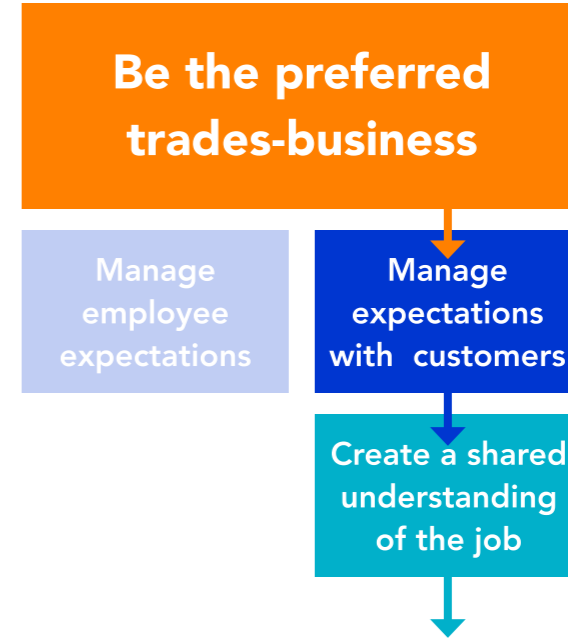 Be the preferred
trades-business
Manage
employee
expectations
Manage
expectations
with customers
Create a shared
understanding
of the job